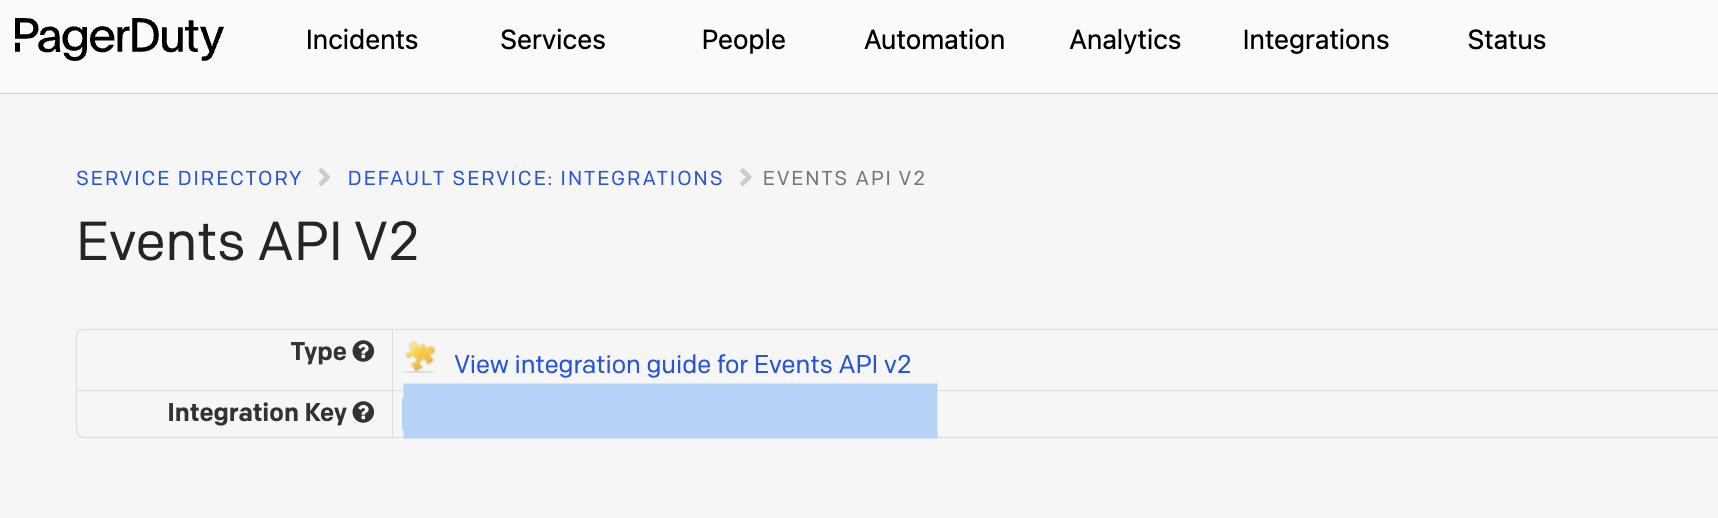 PagerDuty Incidents Services People Automation Analytics Integrations Status
SERVICE DIRECTORY DEFAULT SERVICE: INTEGRATIONS EVENTS API V2
Events API V2
Type ? View integration guide for Events API v2
Integration Key ?